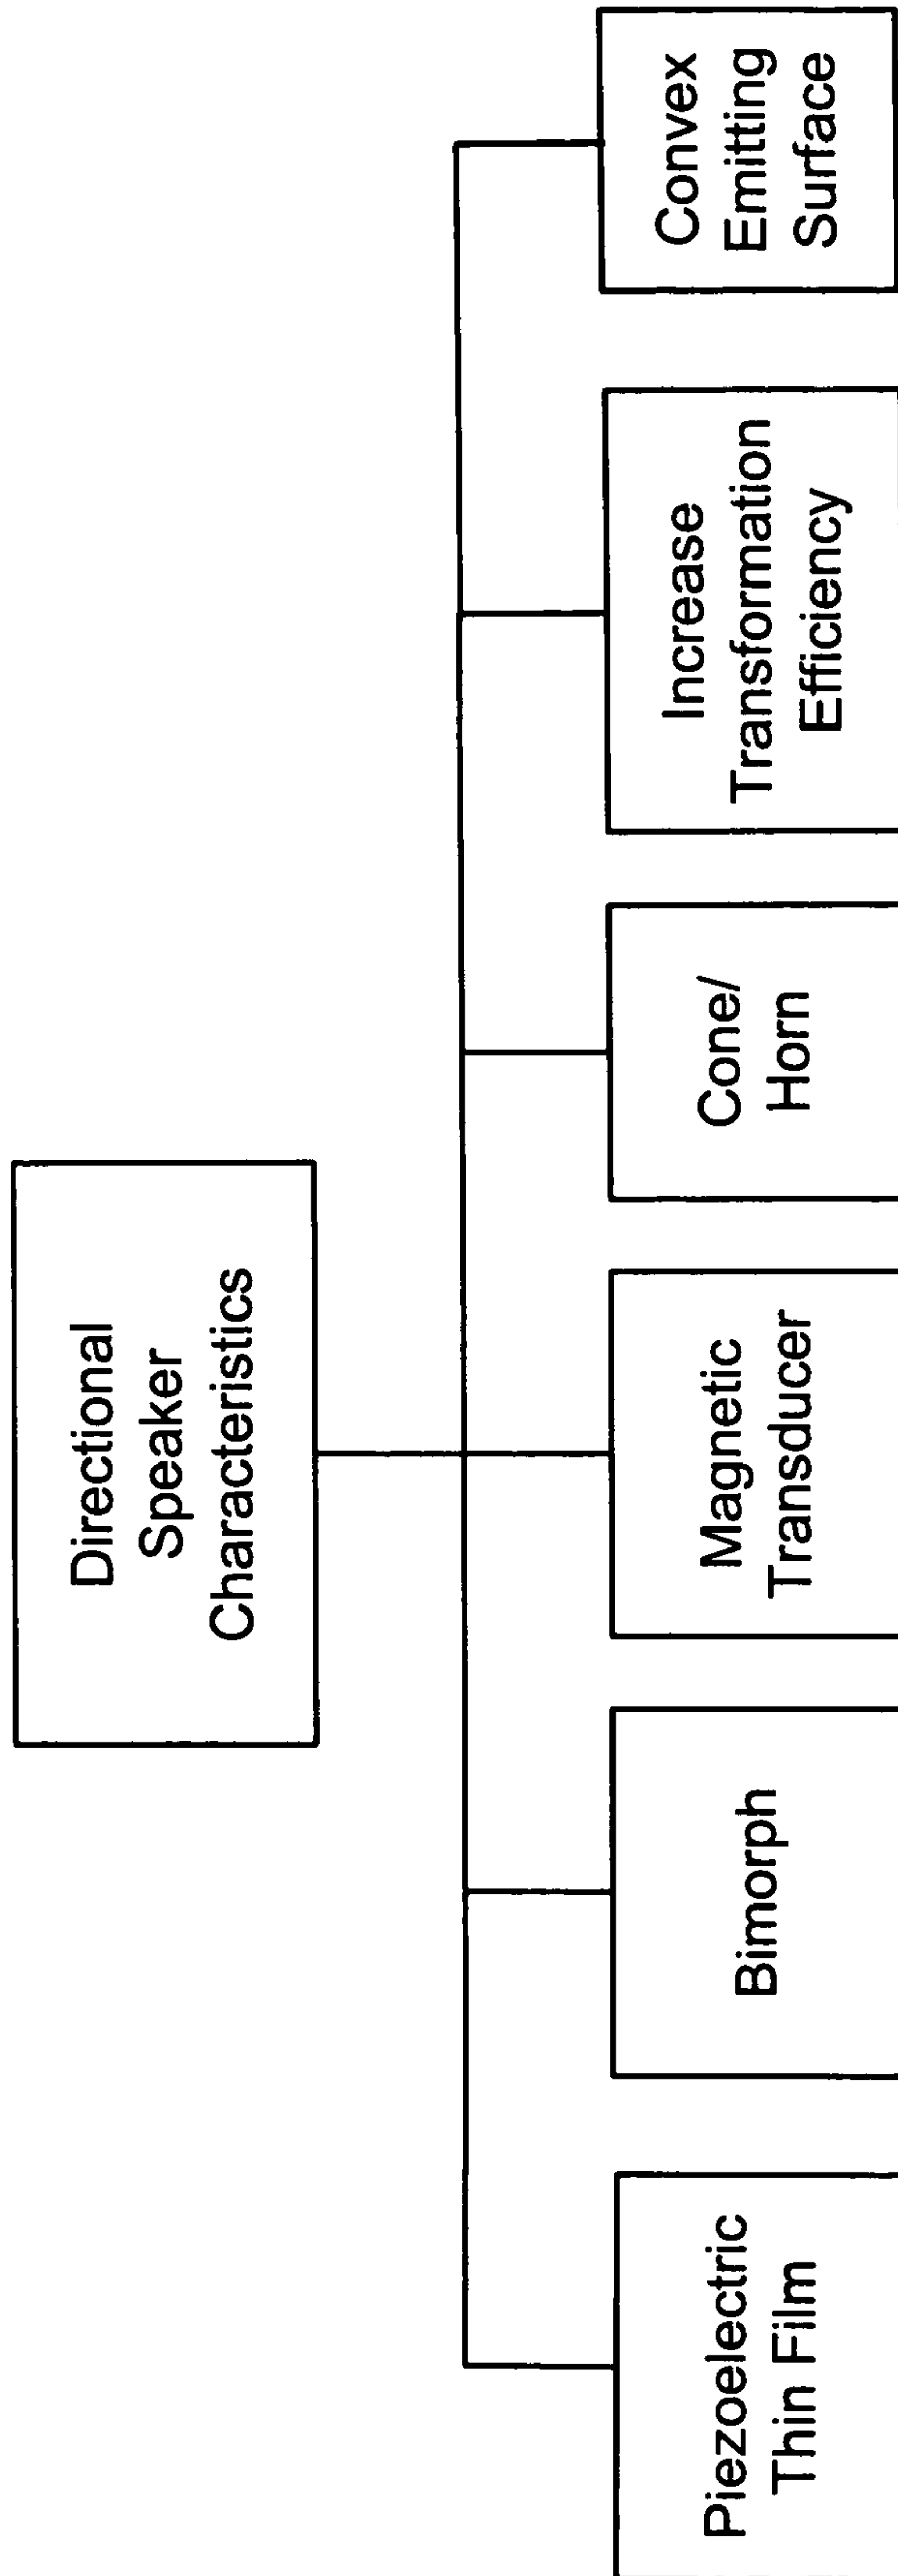 Directional
Speaker
Characteristics
Piezoelectric
Thin Film
Bimorph
Magnetic
Transducer
Cone/
Horn
Increase
Transformation
Efficiency
Convex
Emitting
Surface